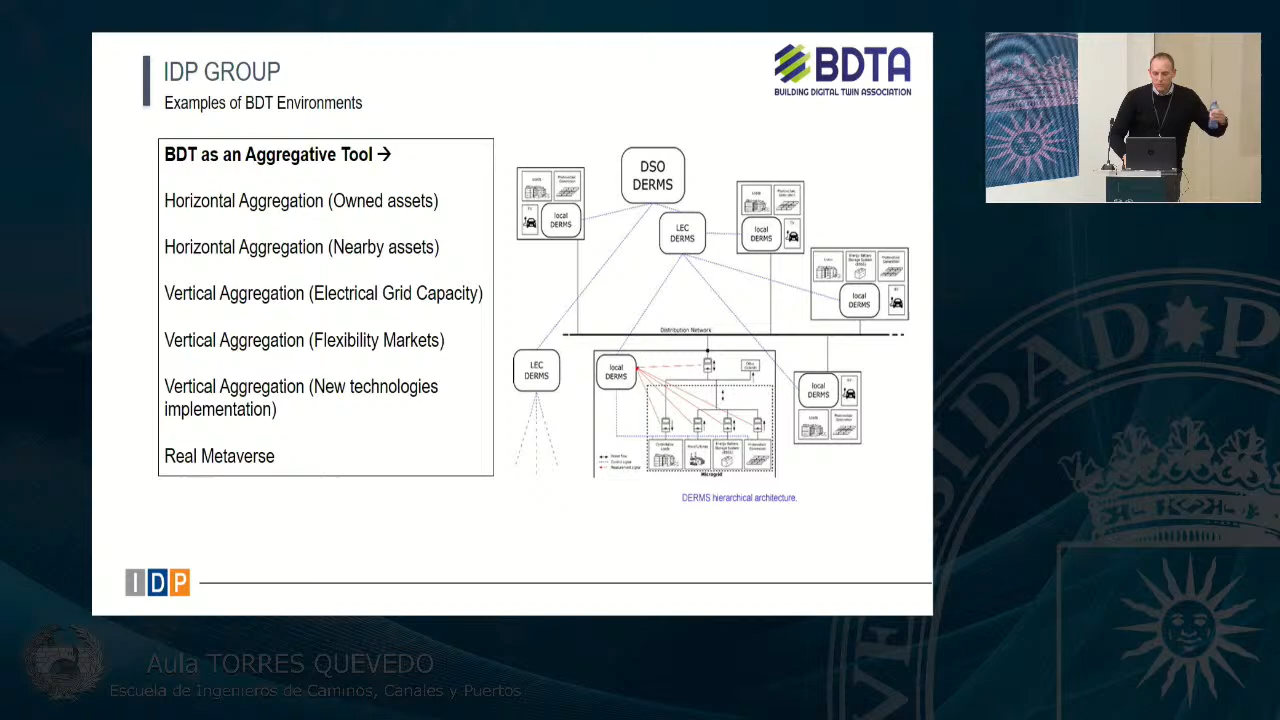 IDP GROUP
Examples of BDT Environments
BDTA
BUILDING DIGITAL TWIN ASSOCIATION
BDT as an Aggregative Tool →
Horizontal Aggregation (Owned assets)
Horizontal Aggregation (Nearby assets)
Vertical Aggregation (Electrical Grid Capacity)
Vertical Aggregation (Flexibility Markets)
Vertical Aggregation (New technologies
implementation)
Real Metaverse
DSO
DERMS
local
DERMS
LEC
DERMS
local
DERMS
local
DERMS
Distribution Network
LEC
DERMS
local
DERMS
local
DERMS
Microgrid
DERMS hierarchical architecture.
IDP
Aula TORRES QUEVEDO
Escuela de Ingenieros de Caminos, Canales y Puertos